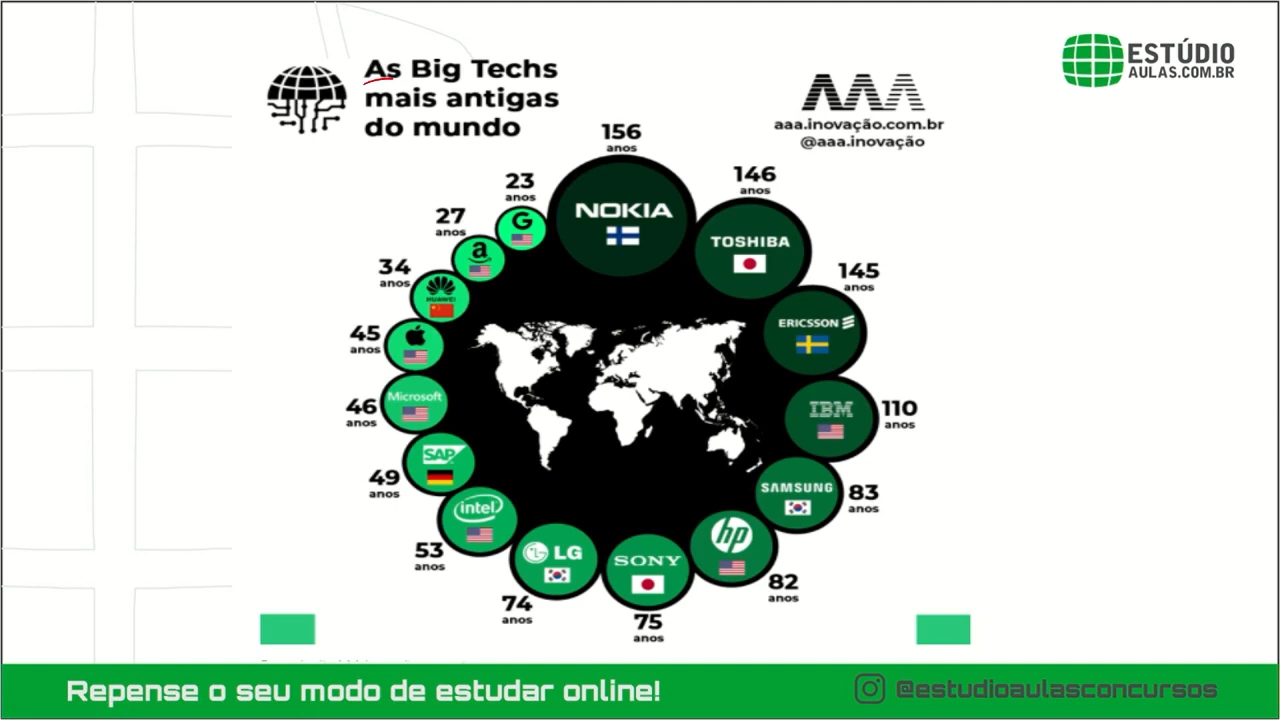 As Big Techs
mais antigas
do mundo
ESTÚDIO
AULAS.COM.BR
aaa.inovação.com.br
@aaa.inovação
156
anos
NOKIA
146
anos
TOSHIBA
145
anos
ERICSSON
110
anos
IBM
83
anos
SAMSUNG
82
anos
hp
75
anos
SONY
74
anos
LG
53
anos
intel
49
anos
SAP
46
anos
Microsoft
45
anos
34
anos
HUAWEI
27
anos
a
23
anos
G
Repense o seu modo de estudar online!
@estudioaulasconcursos